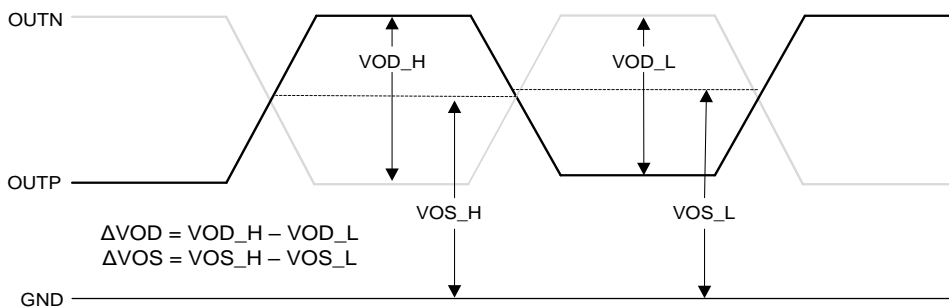 OUTN
VOD_H
VOD_L
OUTP
VOS_H
VOS_L
ΔVOD = VOD_H – VOD_L
ΔVOS = VOS_H – VOS_L
GND